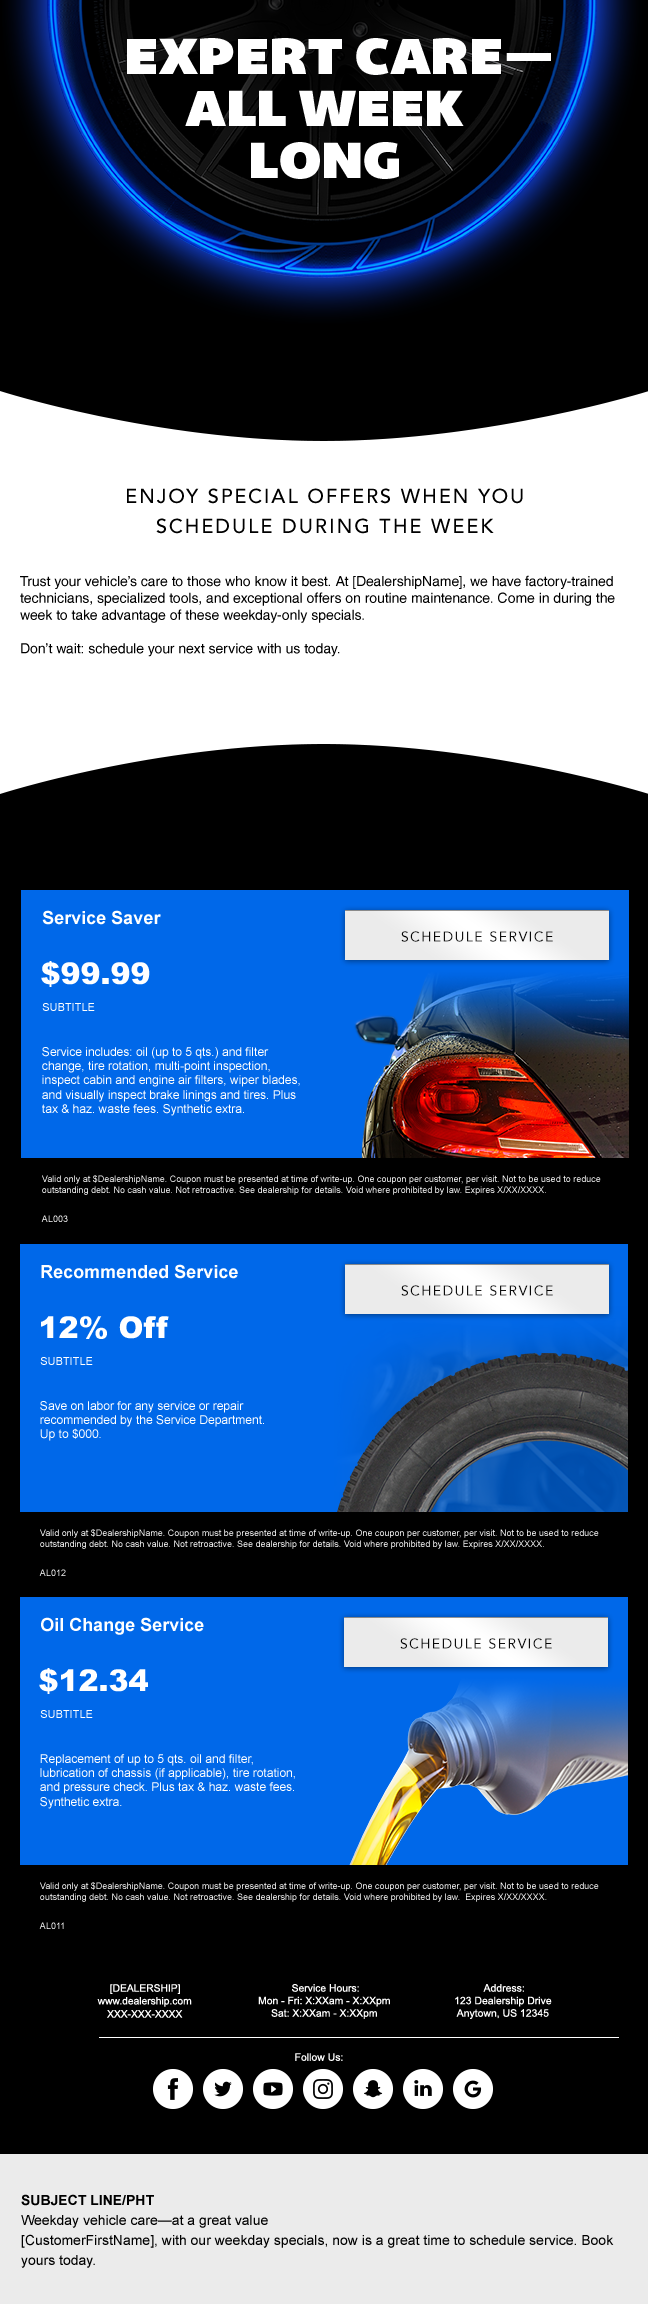 EXPERT CARE—
ALL WEEK
LONG
ENJOY SPECIAL OFFERS WHEN YOU
SCHEDULE DURING THE WEEK
Trust your vehicle’s care to those who know it best. At [DealershipName], we have factory-trained
technicians, specialized tools, and exceptional offers on routine maintenance. Come in during the
week to take advantage of these weekday-only specials.
Don’t wait: schedule your next service with us today.
Service Saver
SCHEDULE SERVICE
$99.99
SUBTITLE
Service includes: oil (up to 5 qts.) and filter
change, tire rotation, multi-point inspection,
inspect cabin and engine air filters, wiper blades,
and visually inspect brake linings and tires. Plus
tax & haz. waste fees. Synthetic extra.
Valid only at $DealershipName. Coupon must be presented at time of write-up. One coupon per customer, per visit. Not to be used to reduce
outstanding debt. No cash value. Not retroactive. See dealership for details. Void where prohibited by law. Expires X/XX/XXXX.
AL003
Recommended Service
SCHEDULE SERVICE
12% Off
SUBTITLE
Save on labor for any service or repair
recommended by the Service Department.
Up to $000.
Valid only at $DealershipName. Coupon must be presented at time of write-up. One coupon per customer, per visit. Not to be used to reduce
outstanding debt. No cash value. Not retroactive. See dealership for details. Void where prohibited by law. Expires X/XX/XXXX.
AL012
Oil Change Service
SCHEDULE SERVICE
$12.34
SUBTITLE
Replacement of up to 5 qts. oil and filter,
lubrication of chassis (if applicable), tire rotation,
and pressure check. Plus tax & haz. waste fees.
Synthetic extra.
Valid only at $DealershipName. Coupon must be presented at time of write-up. One coupon per customer, per visit. Not to be used to reduce
outstanding debt. No cash value. Not retroactive. See dealership for details. Void where prohibited by law. Expires X/XX/XXXX.
AL011
[DEALERSHIP]
www.dealership.com
XXX-XXX-XXXX
Service Hours:
Mon - Fri: X:XXam - X:XXpm
Sat: X:XXam - X:XXpm
Address:
123 Dealership Drive
Anytown, US 12345
Follow Us:
SUBJECT LINE/PHT
Weekday vehicle care—at a great value
[CustomerFirstName], with our weekday specials, now is a great time to schedule service. Book
yours today.